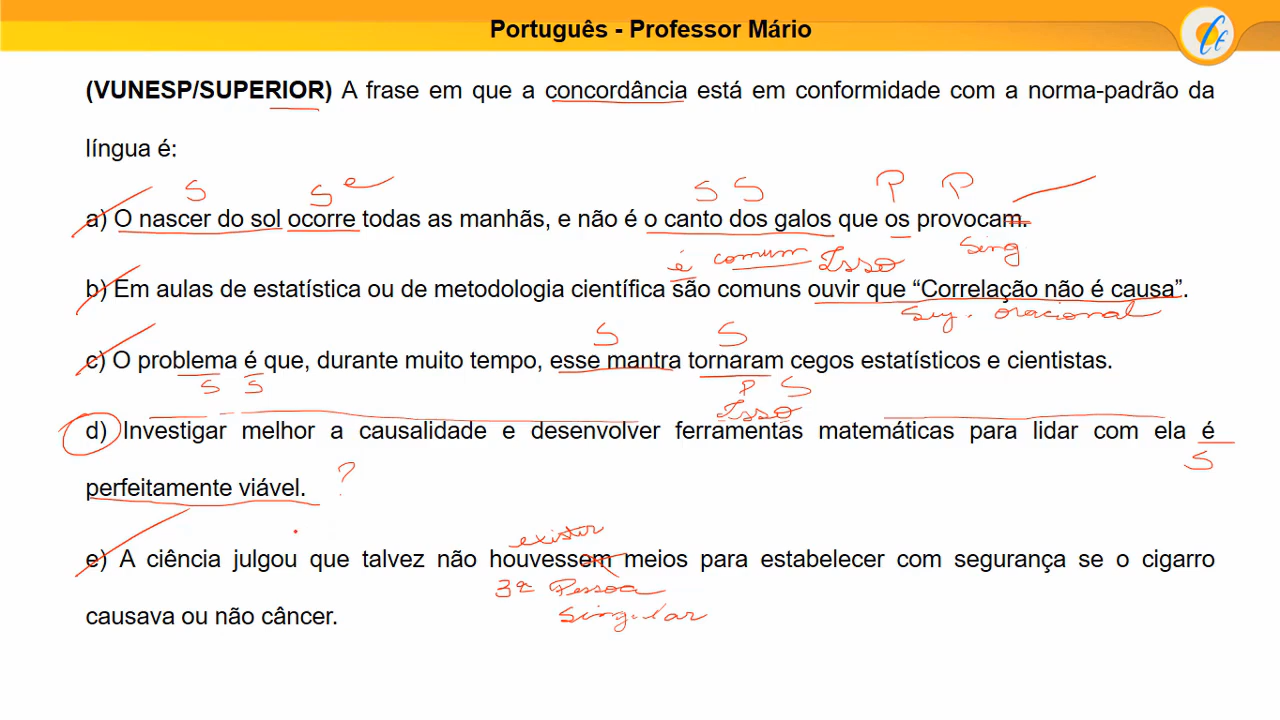 Português - Professor Mário
(VUNESP/SUPERIOR) A frase em que a concordância está em conformidade com a norma-padrão da
língua é:
S S S S P P
a) O nascer do sol ocorre todas as manhãs, e não é o canto dos galos que os provocam.
é comum Isso Sing
b) Em aulas de estatística ou de metodologia científica são comuns ouvir que “Correlação não é causa”.
Suj. oracional
S S
c) O problema é que, durante muito tempo, esse mantra tornaram cegos estatísticos e cientistas.
S S P S
Isso
d) Investigar melhor a causalidade e desenvolver ferramentas matemáticas para lidar com ela é
S
perfeitamente viável. ?
existir
e) A ciência julgou que talvez não houvessem meios para estabelecer com segurança se o cigarro
3ª Pessoa
causava ou não câncer. Singular